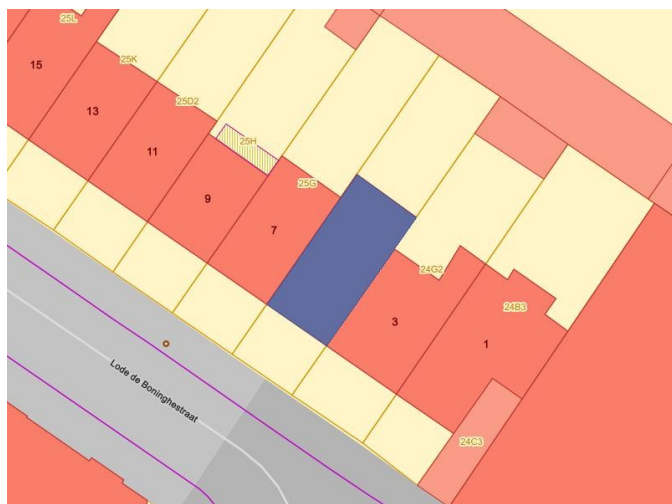 25L
15
25K
13
25D2
11
25H
9
25G
7
24G2
3
24B3
1
24C3
Lode de Boninghestraat